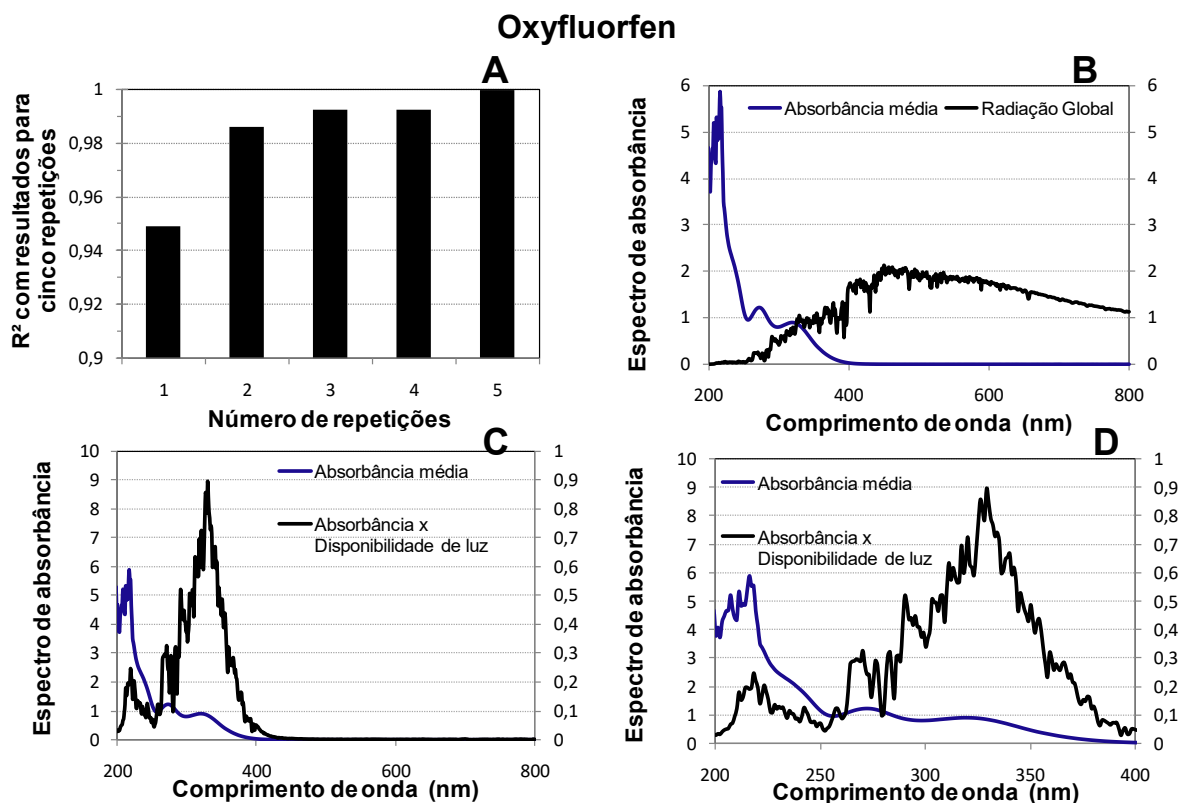 Oxyfluorfen
A
R² com resultados para
cinco repetições
1
0,98
0,96
0,94
0,92
0,9
1 2 3 4 5
Número de repetições
B
Absorbância média
Radiação Global
Espectro de absorbância
6
5
4
3
2
1
0
6
5
4
3
2
1
0
200 400 600 800
Comprimento de onda (nm)
C
Absorbância média
Absorbância x
Disponibilidade de luz
Espectro de absorbância
10
9
8
7
6
5
4
3
2
1
0
1
0,9
0,8
0,7
0,6
0,5
0,4
0,3
0,2
0,1
0
200 400 600 800
Comprimento de onda (nm)
D
Absorbância média
Absorbância x
Disponibilidade de luz
Espectro de absorbância
10
9
8
7
6
5
4
3
2
1
0
1
0,9
0,8
0,7
0,6
0,5
0,4
0,3
0,2
0,1
0
200 250 300 350 400
Comprimento de onda (nm)